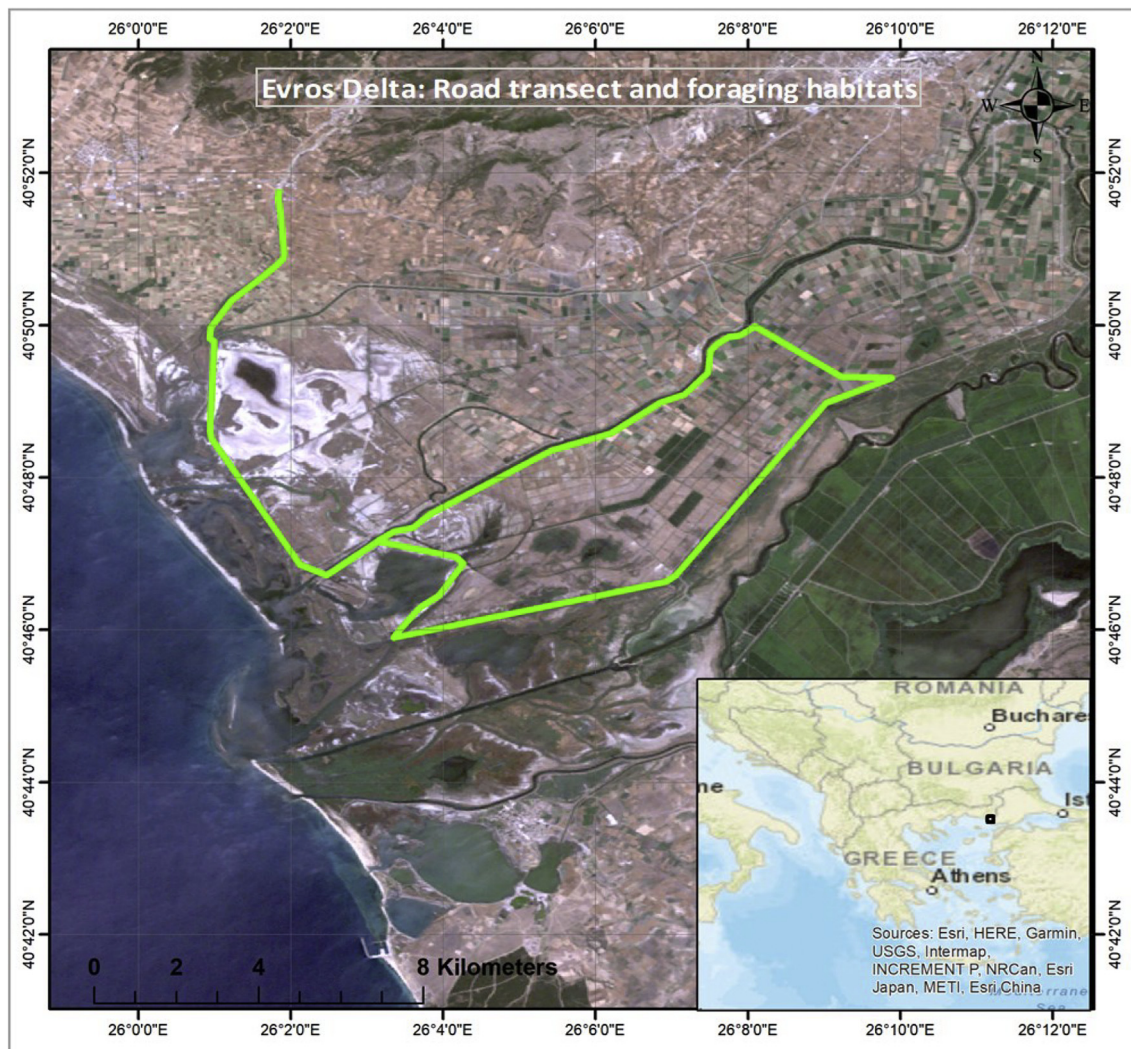 26°0'0"E 26°2'0"E 26°4'0"E 26°6'0"E 26°8'0"E 26°10'0"E 26°12'0"E
Evros Delta: Road transect and foraging habitats
N
W E
S
40°52'0"N 40°52'0"N
40°50'0"N 40°50'0"N
40°48'0"N 40°48'0"N
40°46'0"N 40°46'0"N
ROMANIA
Buchares
BULGARIA
40°44'0"N 40°44'0"N
me
Ist
GREECE
Athens
40°42'0"N 40°42'0"N
Sources: Esri, HERE, Garmin,
USGS, Intermap,
INCREMENT P, NRCan, Esri
Japan, METI, Esri China
Mediterrane
Sea
0 2 4 8 Kilometers
26°0'0"E 26°2'0"E 26°4'0"E 26°6'0"E 26°8'0"E 26°10'0"E 26°12'0"E